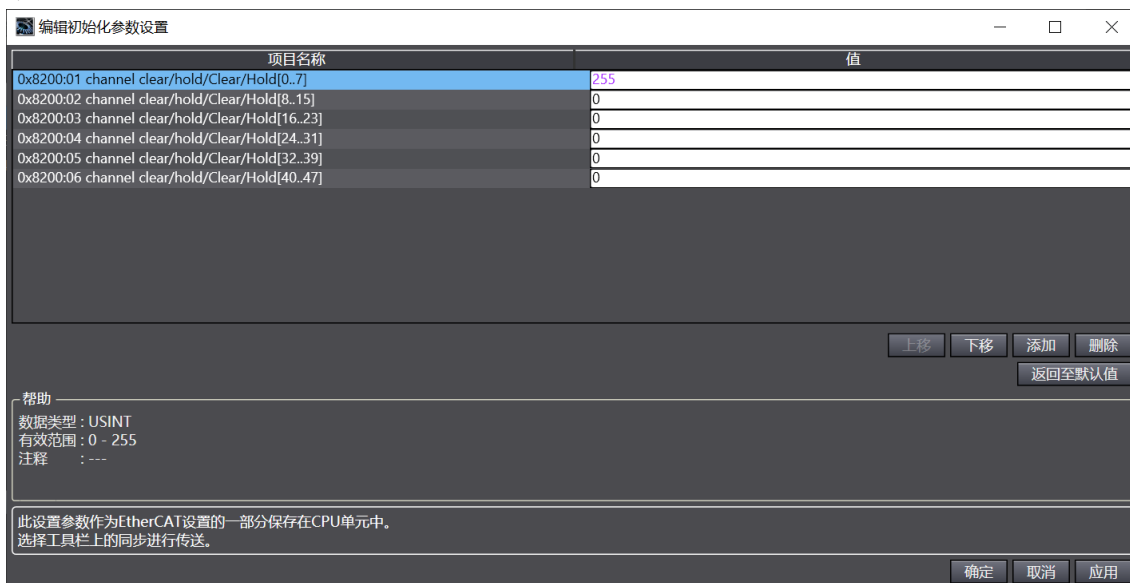 编辑初始化参数设置
项目名称 值
0x8200:01 channel clear/hold/Clear/Hold[0..7] 255
0x8200:02 channel clear/hold/Clear/Hold[8..15] 0
0x8200:03 channel clear/hold/Clear/Hold[16..23] 0
0x8200:04 channel clear/hold/Clear/Hold[24..31] 0
0x8200:05 channel clear/hold/Clear/Hold[32..39] 0
0x8200:06 channel clear/hold/Clear/Hold[40..47] 0
上移 下移 添加 删除
返回至默认值
帮助
数据类型 : USINT
有效范围 : 0 - 255
注释 : ---
此设置参数作为EtherCAT设置的一部分保存在CPU单元中。
选择工具栏上的同步进行传送。
确定 取消 应用